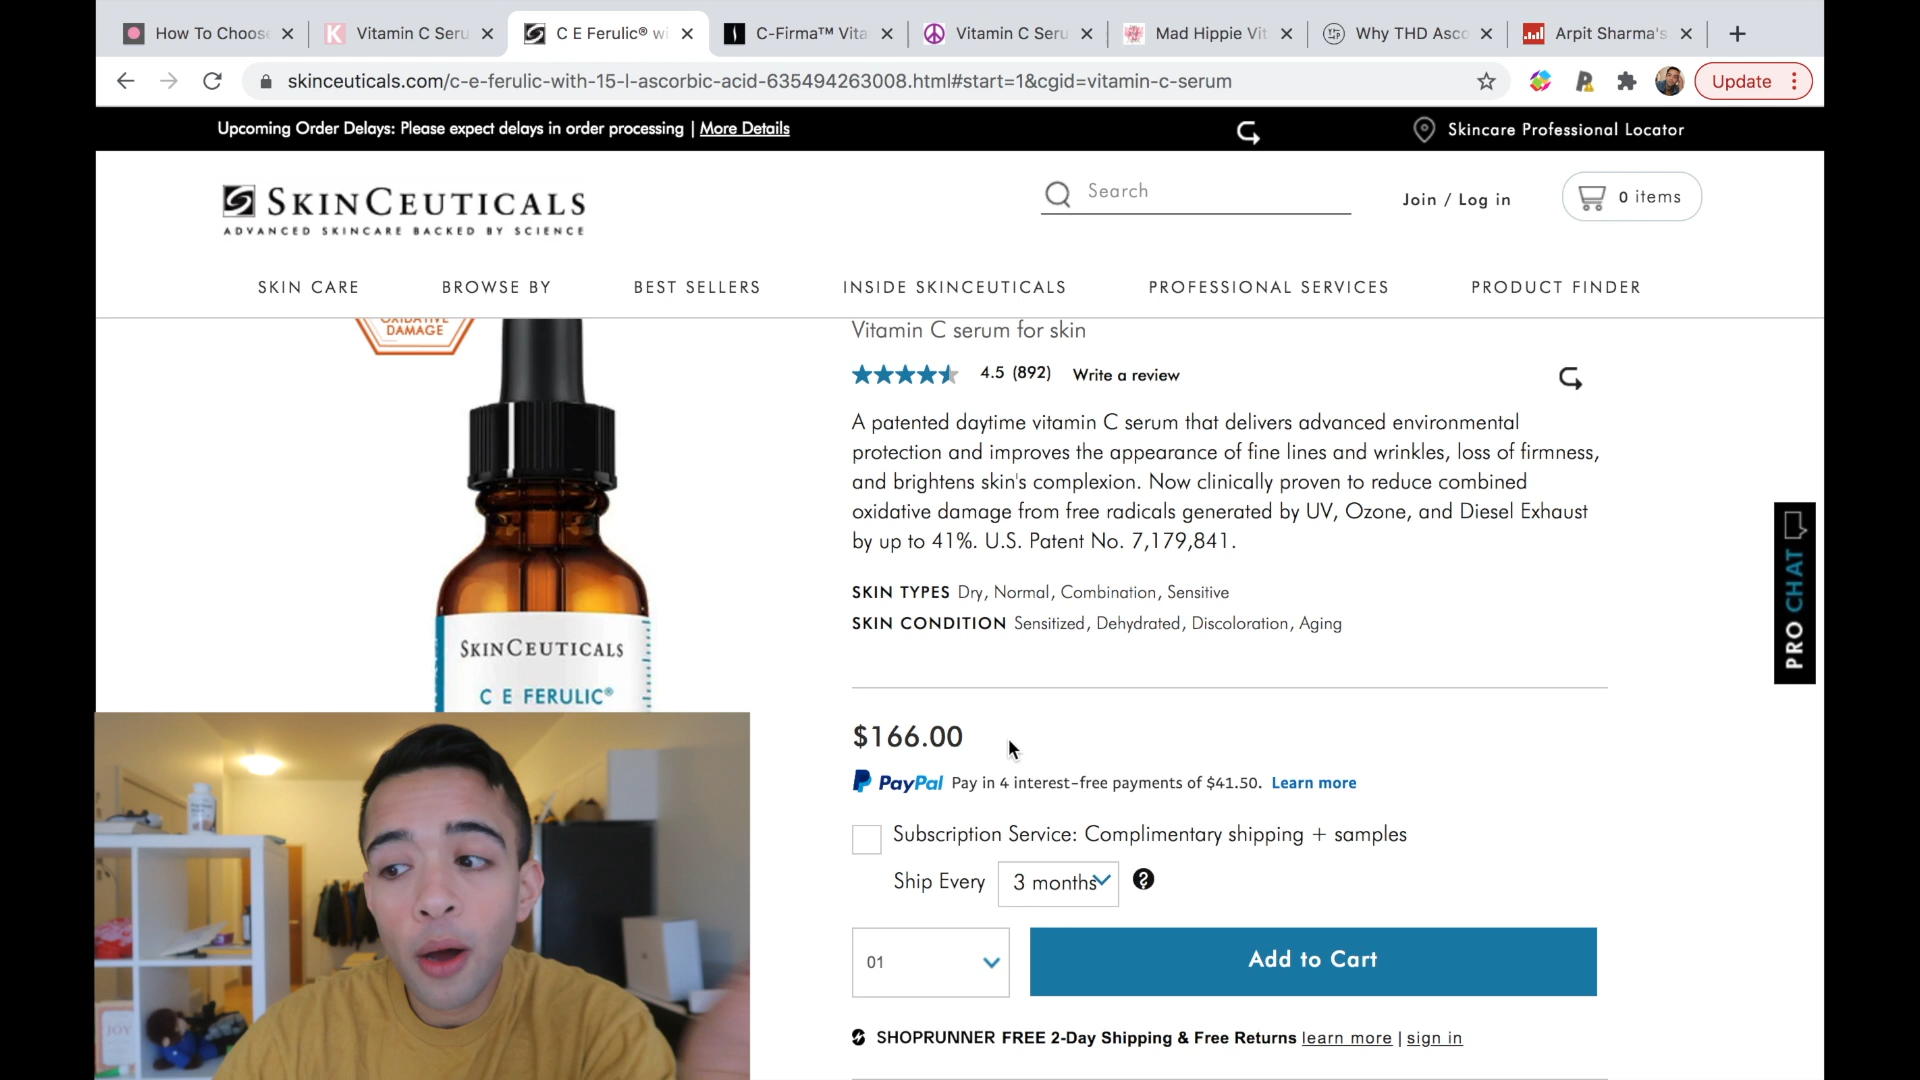 How To Choos
Vitamin C Seru
C E Ferulic® wi
C-Firma™ Vita
Vitamin C Seru
Mad Hippie Vit
Why THD Asco
Arpit Sharma's
skinceuticals.com/c-e-ferulic-with-15-l-ascorbic-acid-635494263008.html#start=1&cgid=vitamin-c-serum
Update
Upcoming Order Delays: Please expect delays in order processing | More Details
Skincare Professional Locator
SKINCEUTICALS
ADVANCED SKINCARE BACKED BY SCIENCE
Search
Join / Log in
0 items
SKIN CARE
BROWSE BY
BEST SELLERS
INSIDE SKINCEUTICALS
PROFESSIONAL SERVICES
PRODUCT FINDER
OXIDATIVE
DAMAGE
SKINCEUTICALS
C E FERULIC®
Vitamin C serum for skin
4.5 (892) Write a review
A patented daytime vitamin C serum that delivers advanced environmental
protection and improves the appearance of fine lines and wrinkles, loss of firmness,
and brightens skin's complexion. Now clinically proven to reduce combined
oxidative damage from free radicals generated by UV, Ozone, and Diesel Exhaust
by up to 41%. U.S. Patent No. 7,179,841.
SKIN TYPES Dry, Normal, Combination, Sensitive
SKIN CONDITION Sensitized, Dehydrated, Discoloration, Aging
PRO CHAT
$166.00
PayPal Pay in 4 interest-free payments of $41.50. Learn more
Subscription Service: Complimentary shipping + samples
Ship Every
3 months
?
01
Add to Cart
SHOPRUNNER FREE 2-Day Shipping & Free Returns learn more | sign in
JOY